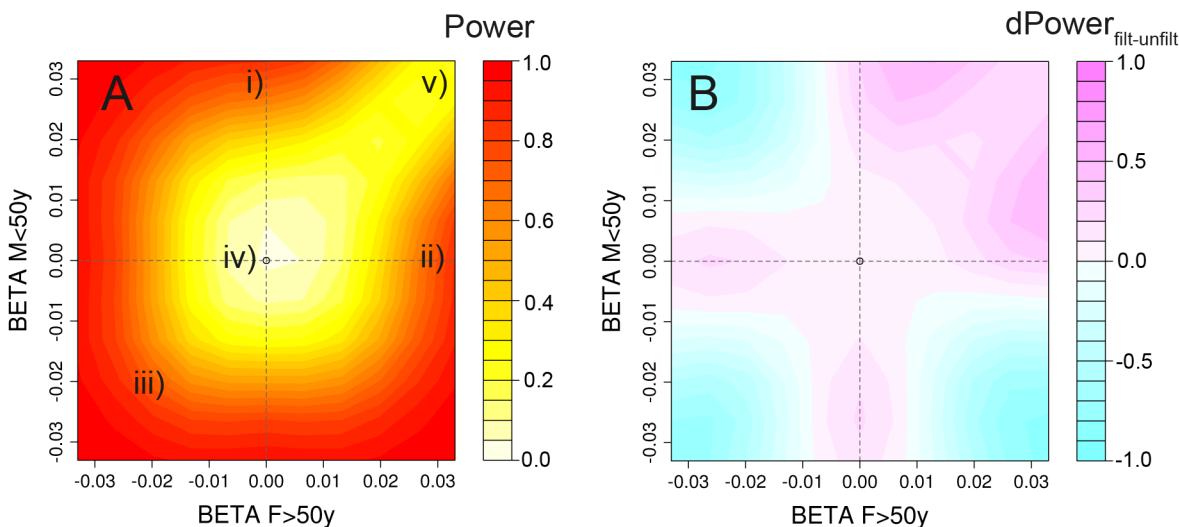 Power
dPower filt-unfilt
A
i)
v)
iv)
ii)
iii)
BETA M<50y
0.03
0.02
0.01
0.00
-0.01
-0.02
-0.03
-0.03 -0.02 -0.01 0.00 0.01 0.02 0.03
BETA F>50y
1.0
0.8
0.6
0.4
0.2
0.0
B
BETA M<50y
0.03
0.02
0.01
0.00
-0.01
-0.02
-0.03
-0.03 -0.02 -0.01 0.00 0.01 0.02 0.03
BETA F>50y
1.0
0.5
0.0
-0.5
-1.0